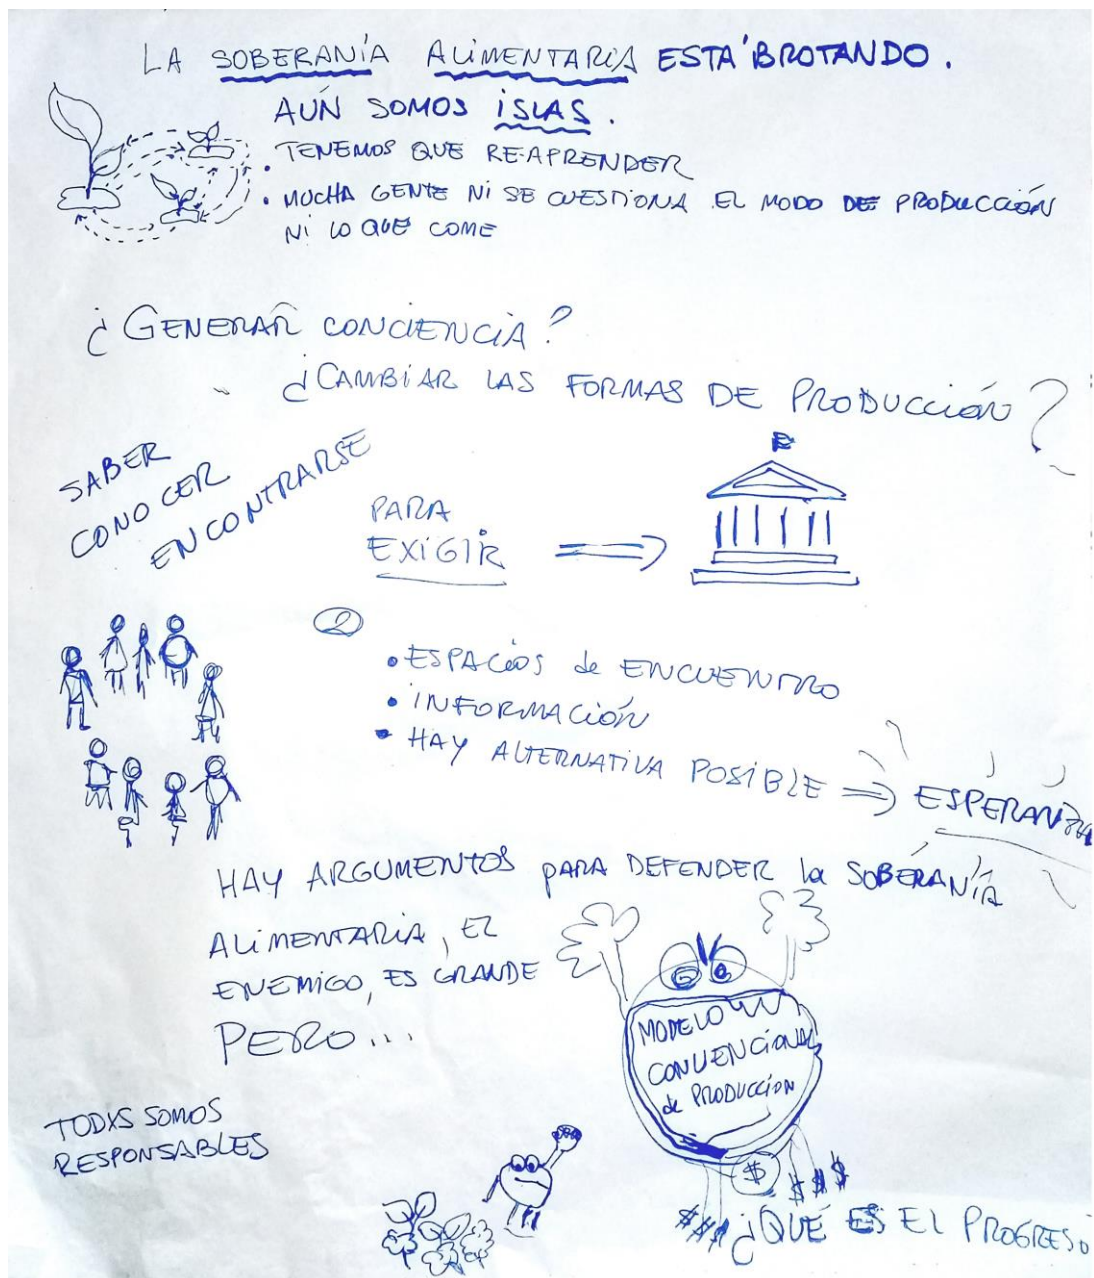 LA SOBERANÍA ALIMENTARIA ESTÁ BROTANDO.
AÚN SOMOS ISLAS.
• TENEMOS QUE RE-APRENDER
• MUCHA GENTE NI SE CUESTIONA EL MODO DE PRODUCCIÓN
NI LO QUE COME
¿GENERAR CONCIENCIA?
¿CAMBIAR LAS FORMAS DE PRODUCCIÓN?
SABER
CONOCER
ENCONTRARSE
PARA
EXIGIR
2
• ESPACIOS de ENCUENTRO
• INFORMACIÓN
• HAY ALTERNATIVA POSIBLE ⇒ ESPERANZA
HAY ARGUMENTOS PARA DEFENDER la SOBERANÍA
ALIMENTARIA, EL
ENEMIGO, ES GRANDE
PERO...
MODELO
CONVENCIONAL
de PRODUCCIÓN
TODXS SOMOS
RESPONSABLES
$
$$$
$$$
¿QUÉ ES EL PROGRESO